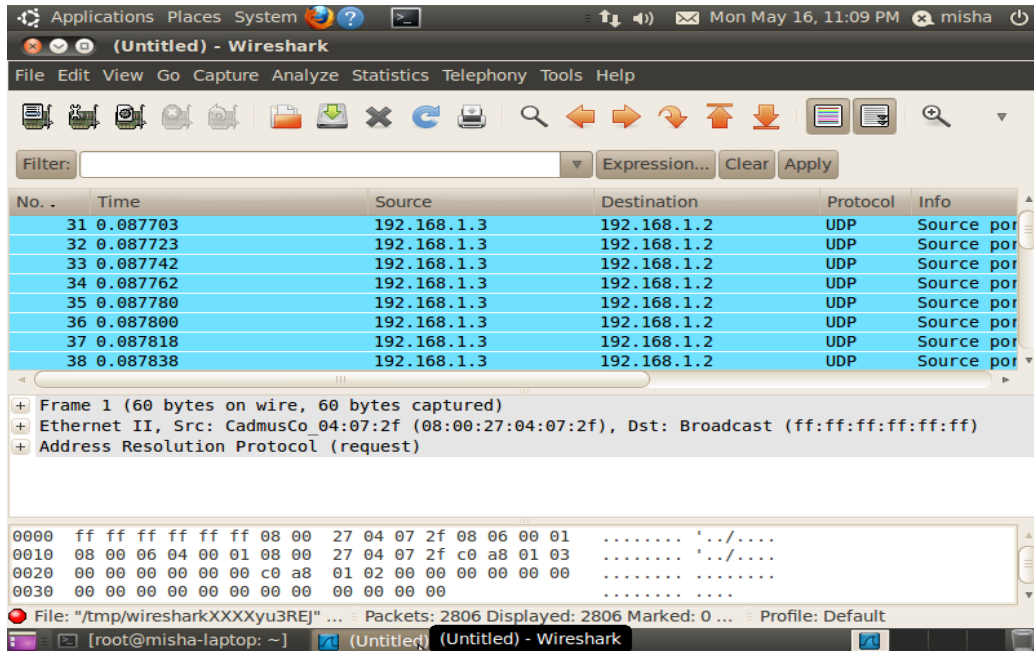 Applications Places System Mon May 16, 11:09 PM misha
(Untitled) - Wireshark
File Edit View Go Capture Analyze Statistics Telephony Tools Help
Filter: Expression... Clear Apply
No. . Time Source Destination Protocol Info
31 0.087703 192.168.1.3 192.168.1.2 UDP Source por
32 0.087723 192.168.1.3 192.168.1.2 UDP Source por
33 0.087742 192.168.1.3 192.168.1.2 UDP Source por
34 0.087762 192.168.1.3 192.168.1.2 UDP Source por
35 0.087780 192.168.1.3 192.168.1.2 UDP Source por
36 0.087800 192.168.1.3 192.168.1.2 UDP Source por
37 0.087818 192.168.1.3 192.168.1.2 UDP Source por
38 0.087838 192.168.1.3 192.168.1.2 UDP Source por
Frame 1 (60 bytes on wire, 60 bytes captured)
Ethernet II, Src: CadmusCo_04:07:2f (08:00:27:04:07:2f), Dst: Broadcast (ff:ff:ff:ff:ff:ff)
Address Resolution Protocol (request)
0000 ff ff ff ff ff ff 08 00 27 04 07 2f 08 06 00 01 ........ '../....
0010 08 00 06 04 00 01 08 00 27 04 07 2f c0 a8 01 03 ........ '../....
0020 00 00 00 00 00 00 c0 a8 01 02 00 00 00 00 00 00 ........ ........
0030 00 00 00 00 00 00 00 00 00 00 00 00 ........ ....
File: "/tmp/wiresharkXXXXyu3REJ" ... Packets: 2806 Displayed: 2806 Marked: 0 ... Profile: Default
[root@misha-laptop: ~] (Untitled) (Untitled) - Wireshark